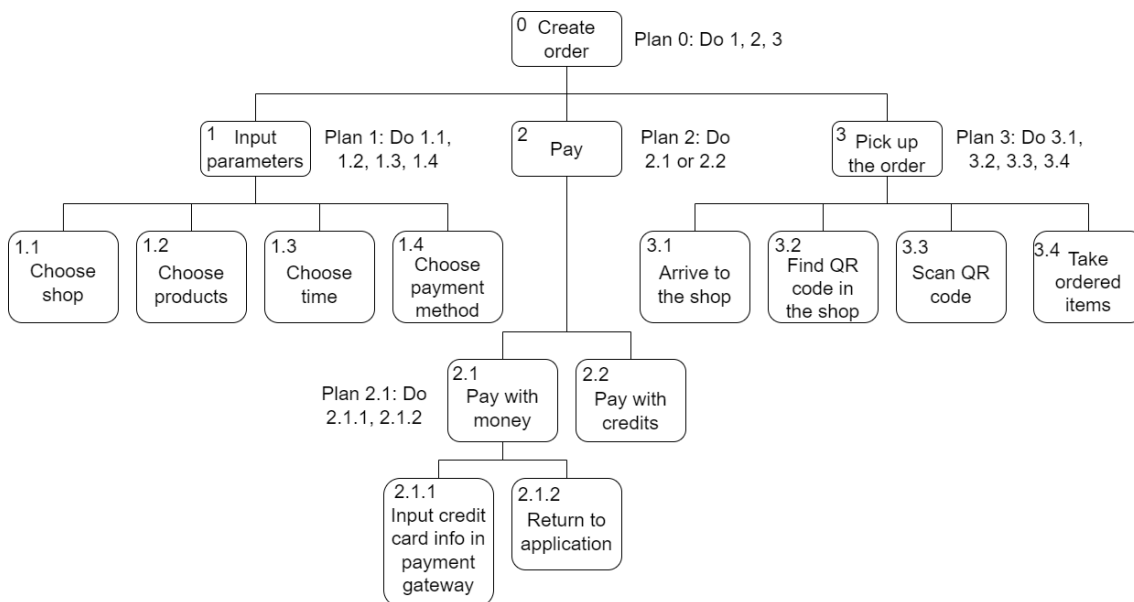 0
Create
order
Plan 0: Do 1, 2, 3
1
Input
parameters
Plan 1: Do 1.1,
1.2, 1.3, 1.4
2
Pay
Plan 2: Do
2.1 or 2.2
3
Pick up
the order
Plan 3: Do 3.1,
3.2, 3.3, 3.4
1.1
Choose
shop
1.2
Choose
products
1.3
Choose
time
1.4
Choose
payment
method
3.1
Arrive to
the shop
3.2
Find QR
code in
the shop
3.3
Scan QR
code
3.4
Take
ordered
items
Plan 2.1: Do
2.1.1, 2.1.2
2.1
Pay with
money
2.2
Pay with
credits
2.1.1
Input credit
card info in
payment
gateway
2.1.2
Return to
application